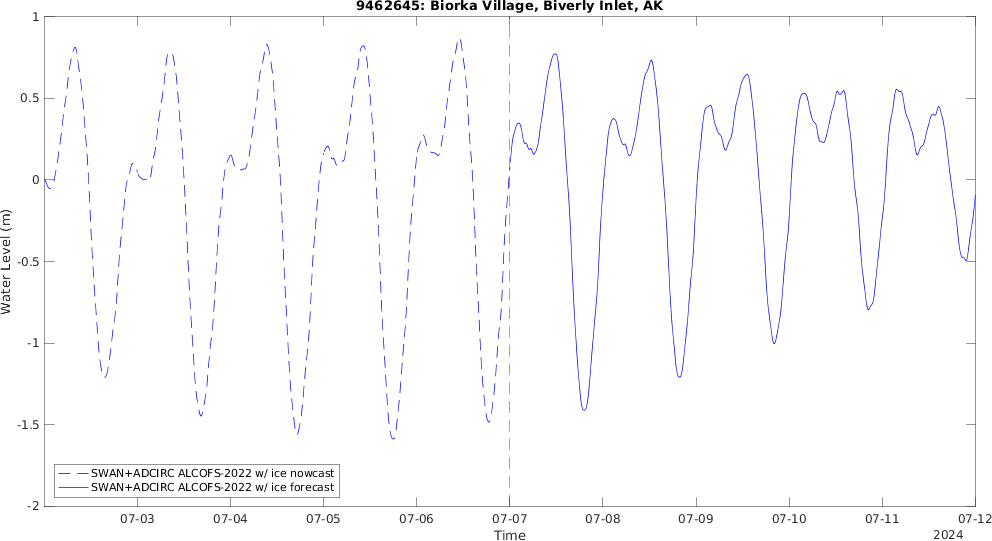 9462645: Biorka Village, Biverly Inlet, AK
1
0.5
0
-0.5
-1
-1.5
-2
Water Level (m)
SWAN+ADCIRC ALCOFS-2022 w/ ice nowcast
SWAN+ADCIRC ALCOFS-2022 w/ ice forecast
07-03 07-04 07-05 07-06 07-07 07-08 07-09 07-10 07-11 07-12
Time
2024